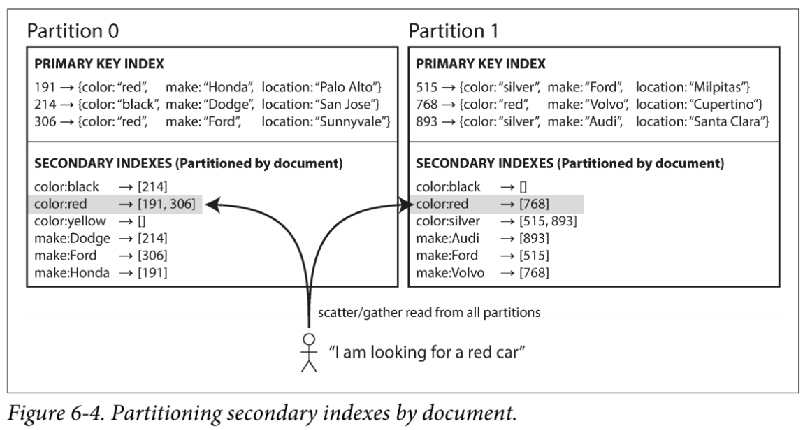 Partition 0
PRIMARY KEY INDEX
191 → {color: “red”, make: “Honda”, location: “Palo Alto”}
214 → {color: “black”, make: “Dodge”, location: “San Jose”}
306 → {color: “red”, make: “Ford”, location: “Sunnyvale”}
SECONDARY INDEXES (Partitioned by document)
color:black → [214]
color:red → [191, 306]
color:yellow → []
make:Dodge → [214]
make:Ford → [306]
make:Honda → [191]
Partition 1
PRIMARY KEY INDEX
515 → {color: “silver”, make: “Ford”, location: “Milpitas”}
768 → {color: “red”, make: “Volvo”, location: “Cupertino”}
893 → {color: “silver”, make: “Audi”, location: “Santa Clara”}
SECONDARY INDEXES (Partitioned by document)
color:black → []
color:red → [768]
color:silver → [515, 893]
make:Audi → [893]
make:Ford → [515]
make:Volvo → [768]
scatter/gather read from all partitions
“I am looking for a red car”
Figure 6-4. Partitioning secondary indexes by document.